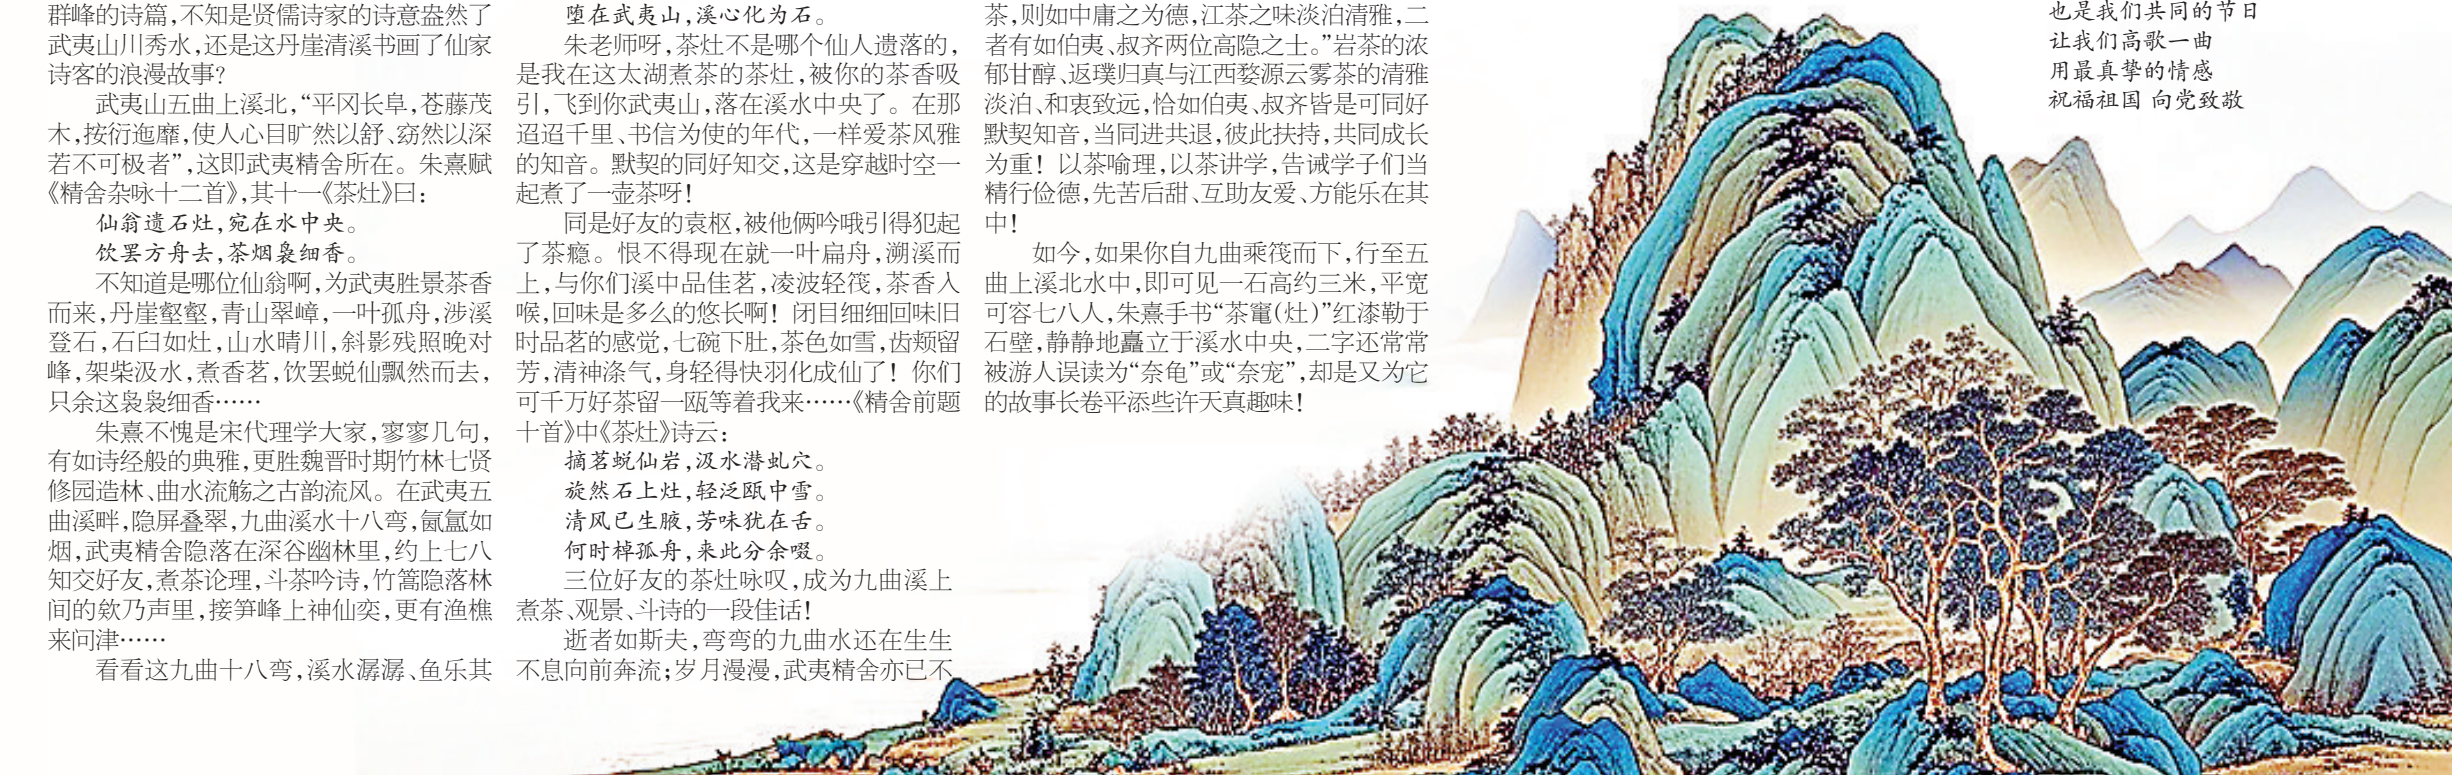 群峰的诗篇,不知是贤儒诗家的诗意盎然了
武夷山川秀水,还是这丹崖清溪书画了仙家
诗客的浪漫故事?
武夷山五曲上溪北,“平冈长阜,苍藤茂
木,按衍迤靡,使人心目旷然以舒、窈然以深
若不可极者”,这即武夷精舍所在。朱熹赋
《精舍杂咏十二首》,其十一《茶灶》曰:
仙翁遗石灶,宛在水中央。
饮罢方舟去,茶烟袅细香。
不知道是哪位仙翁啊,为武夷胜景茶香
而来,丹崖壑壑,青山翠嶂,一叶孤舟,涉溪
登石,石臼如灶,山水晴川,斜影残照晚对
峰,架柴汲水,煮香茗,饮罢蜕仙飘然而去,
只余这袅袅细香……
朱熹不愧是宋代理学大家,寥寥几句,
有如诗经般的典雅,更胜魏晋时期竹林七贤
修园造林、曲水流觞之古韵流风。在武夷五
曲溪畔,隐屏叠翠,九曲溪水十八弯,氤氲如
烟,武夷精舍隐落在深谷幽林里,约上七八
知交好友,煮茶论理,斗茶吟诗,竹篙隐落林
间的欸乃声里,接笋峰上神仙奕,更有渔樵
来问津……
看看这九曲十八弯,溪水潺潺、鱼乐其
堕在武夷山,溪心化为石。
朱老师呀,茶灶不是哪个仙人遗落的,
是我在这太湖煮茶的茶灶,被你的茶香吸
引,飞到你武夷山,落在溪水中央了。在那
迢迢千里、书信为使的年代,一样爱茶风雅
的知音。默契的同好知交,这是穿越时空一
起煮了一壶茶呀!
同是好友的袁枢,被他俩吟哦引得犯起
了茶瘾。恨不得现在就一叶扁舟,溯溪而
上,与你们溪中品佳茗,凌波轻筏,茶香入
喉,回味是多么的悠长啊! 闭目细细回味旧
时品茗的感觉,七碗下肚,茶色如雪,齿颊留
芳,清神涤气,身轻得快羽化成仙了! 你们
可千万好茶留一瓯等着我来……《精舍前题
十首》中《茶灶》诗云:
摘茗蜕仙岩,汲水潜虬穴。
旋然石上灶,轻泛瓯中雪。
清风已生腋,芳味犹在舌。
何时棹孤舟,来此分余啜。
三位好友的茶灶咏叹,成为九曲溪上
煮茶、观景、斗诗的一段佳话!
逝者如斯夫,弯弯的九曲水还在生生
不息向前奔流;岁月漫漫,武夷精舍亦已不
茶,则如中庸之为德,江茶之味淡泊清雅,二
者有如伯夷、叔齐两位高隐之士。”岩茶的浓
郁甘醇、返璞归真与江西婺源云雾茶的清雅
淡泊、和衷致远,恰如伯夷、叔齐皆是可同好
默契知音,当同进共退,彼此扶持,共同成长
为重! 以茶喻理,以茶讲学,告诫学子们当
精行俭德,先苦后甜、互助友爱、方能乐在其
中!
如今,如果你自九曲乘筏而下,行至五
曲上溪北水中,即可见一石高约三米,平宽
可容七八人,朱熹手书“茶竃(灶)”红漆勒于
石壁,静静地矗立于溪水中央,二字还常常
被游人误读为“奈龟”或“奈宠”,却是又为它
的故事长卷平添些许天真趣味!
也是我们共同的节日
让我们高歌一曲
用最真挚的情感
祝福祖国 向党致敬